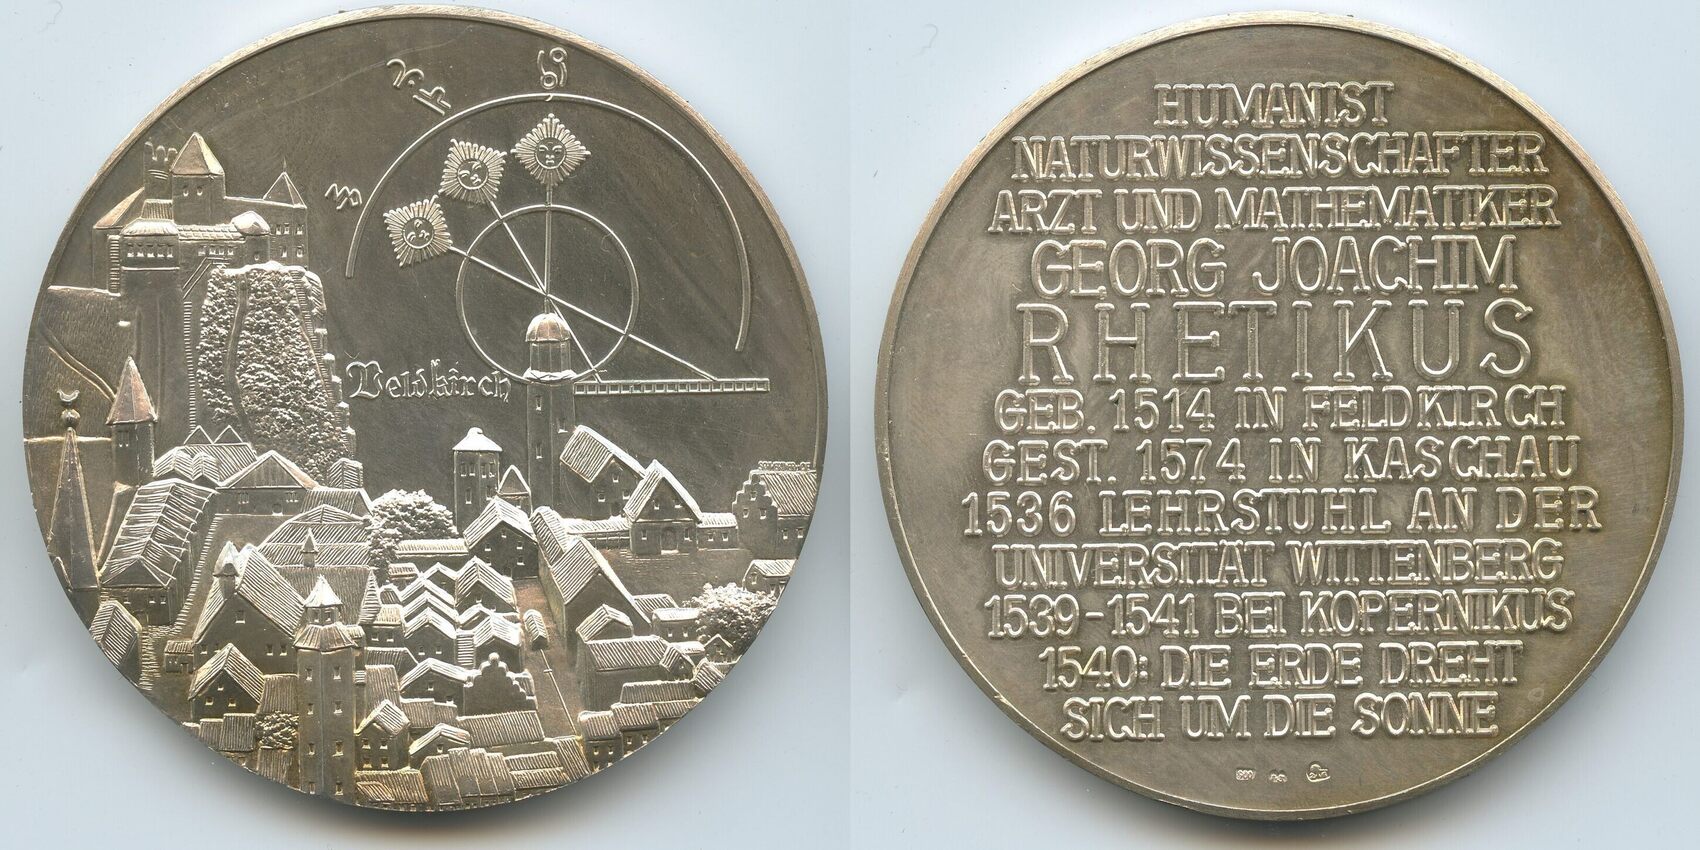 Veldkirch
HUMANIST
NATURWISSENSCHAFTER
ARZT UND MATHEMATIKER
GEORG JOACHIM
RHETIKUS
GEB. 1514 IN FELDKIRCH
GEST. 1574 IN KASCHAU
1536 LEHRSTUHL AN DER
UNIVERSITÄT WITTENBERG
1539-1541 BEI KOPERNIKUS
1540: DIE ERDE DREHT
SICH UM DIE SONNE